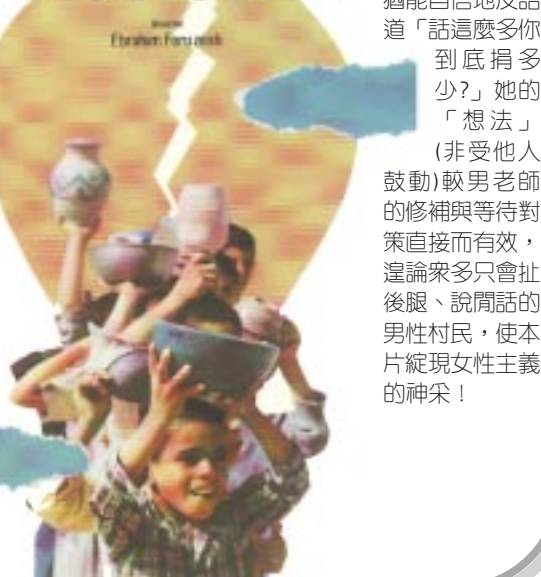 Ebrahim Foruzesh
猶能自信地反詰
道「話這麼多你
到底捐多
少?」她的
「想法」
(非受他人
鼓動)較男老師
的修補與等待對
策直接而有效，
遑論眾多只會扯
後腿、說閒話的
男性村民，使本
片綻現女性主義
的神采！